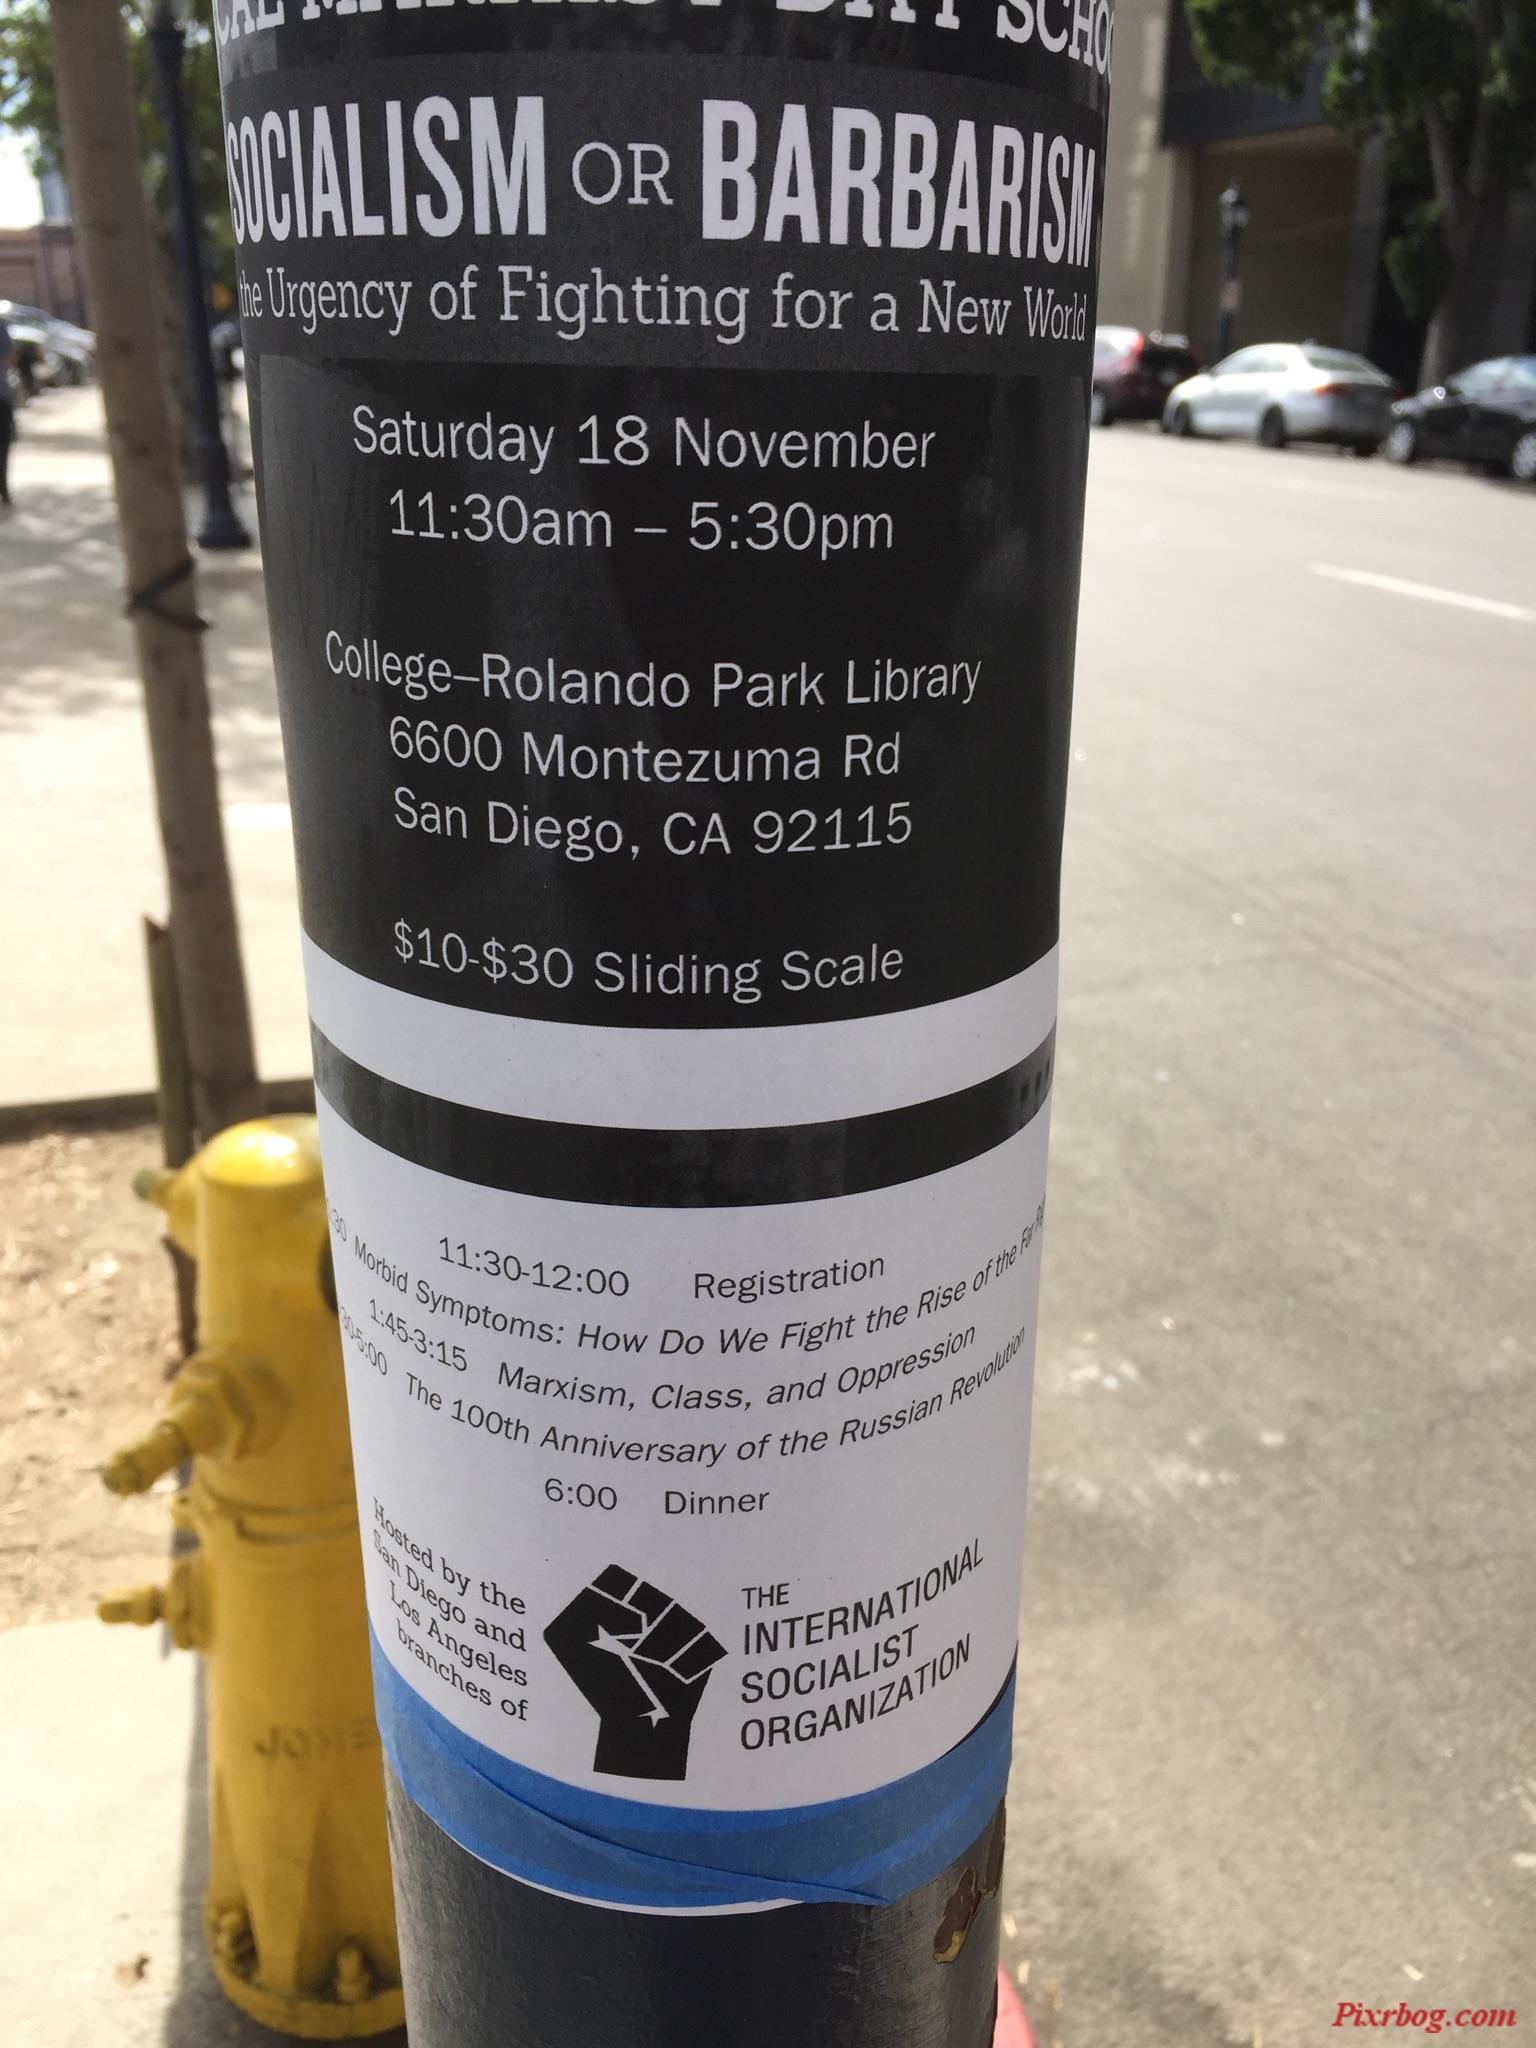 SOCIALISM OR BARBARISM
the Urgency of Fighting for a New World
Saturday 18 November
11:30am – 5:30pm
College–Rolando Park Library
6600 Montezuma Rd
San Diego, CA 92115
$10-$30 Sliding Scale
11:30-12:00 Registration
Morbid Symptoms: How Do We Fight the Rise of the Far
1:45-3:15 Marxism, Class, and Oppression
The 100th Anniversary of the Russian Revolution
6:00 Dinner
Hosted by the
San Diego and
Los Angeles
branches of
THE
INTERNATIONAL
SOCIALIST
ORGANIZATION
Pixrbog.com